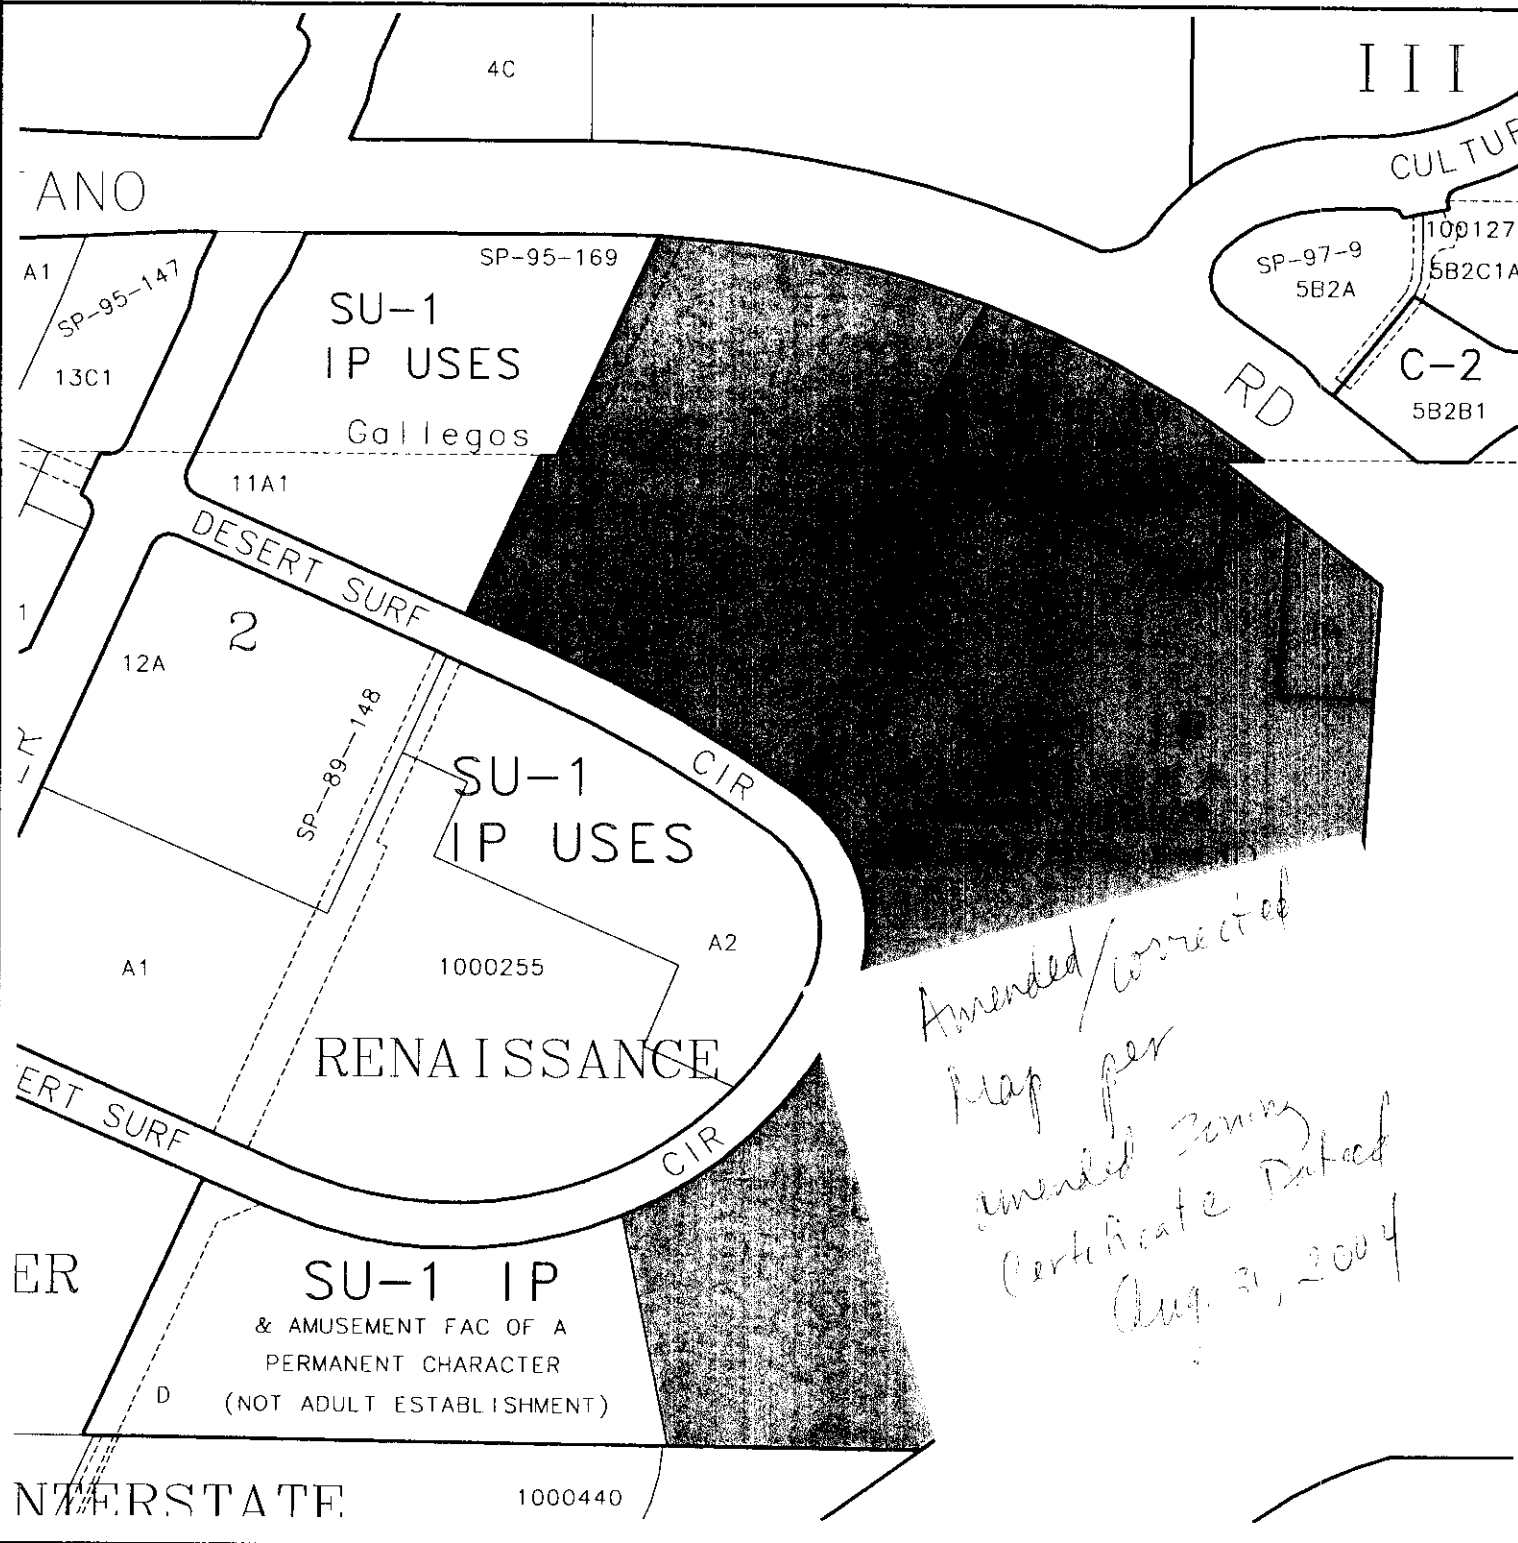 4C
III
CULTUR
ANO
A1
SP-95-147
13C1
SP-95-169
SU-1
IP USES
Gallegos
11A1
SP-97-9
5B2A
100127
5B2C1A
C-2
5B2B1
RD
DESERT SURF
CIR
1
2
12A
SP-89-148
SU-1
IP USES
A2
A1
1000255
RENAISSANCE
ERT SURF
CIR
Amended/Corrected
Map per
amended Zoning
Certificate Dated
Aug. 31, 2004
ER
SU-1 IP
& AMUSEMENT FAC OF A
PERMANENT CHARACTER
(NOT ADULT ESTABLISHMENT)
D
NTERSTATE
1000440